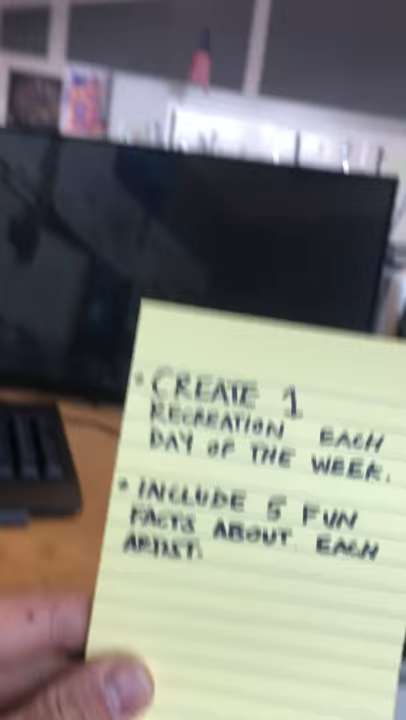 • CREATE 1
RECREATION EACH
DAY OF THE WEEK.
• INCLUDE 5 FUN
FACTS ABOUT EACH
ARTIST.